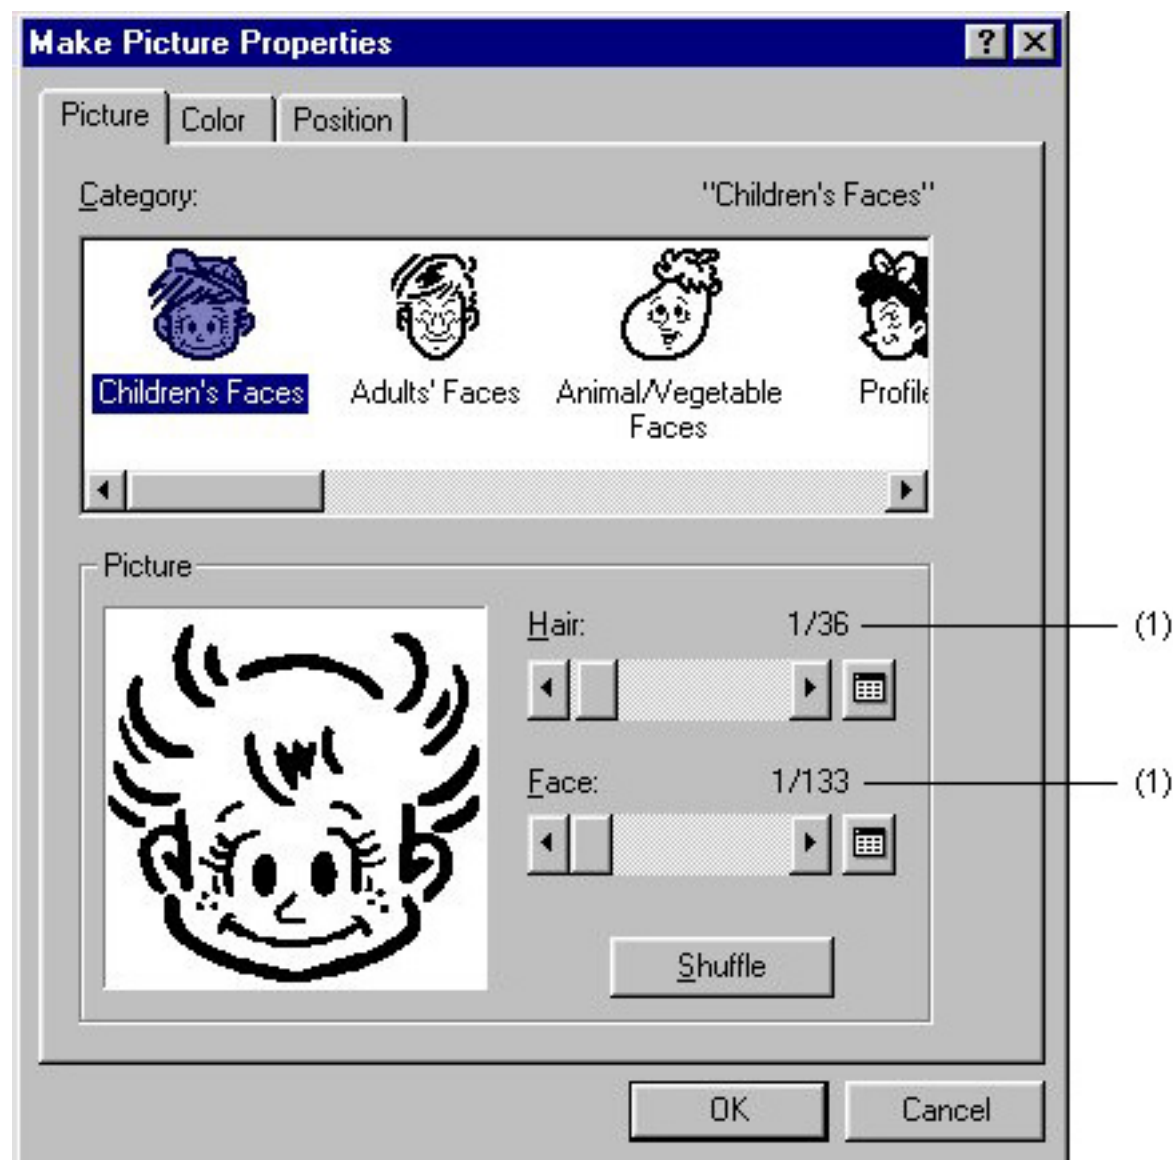 Make Picture Properties
Picture Color Position
Category: "Children's Faces"
Children's Faces Adults' Faces Animal/Vegetable Profile
Faces
Picture
Hair: 1/36 (1)
Face: 1/133 (1)
Shuffle
OK Cancel